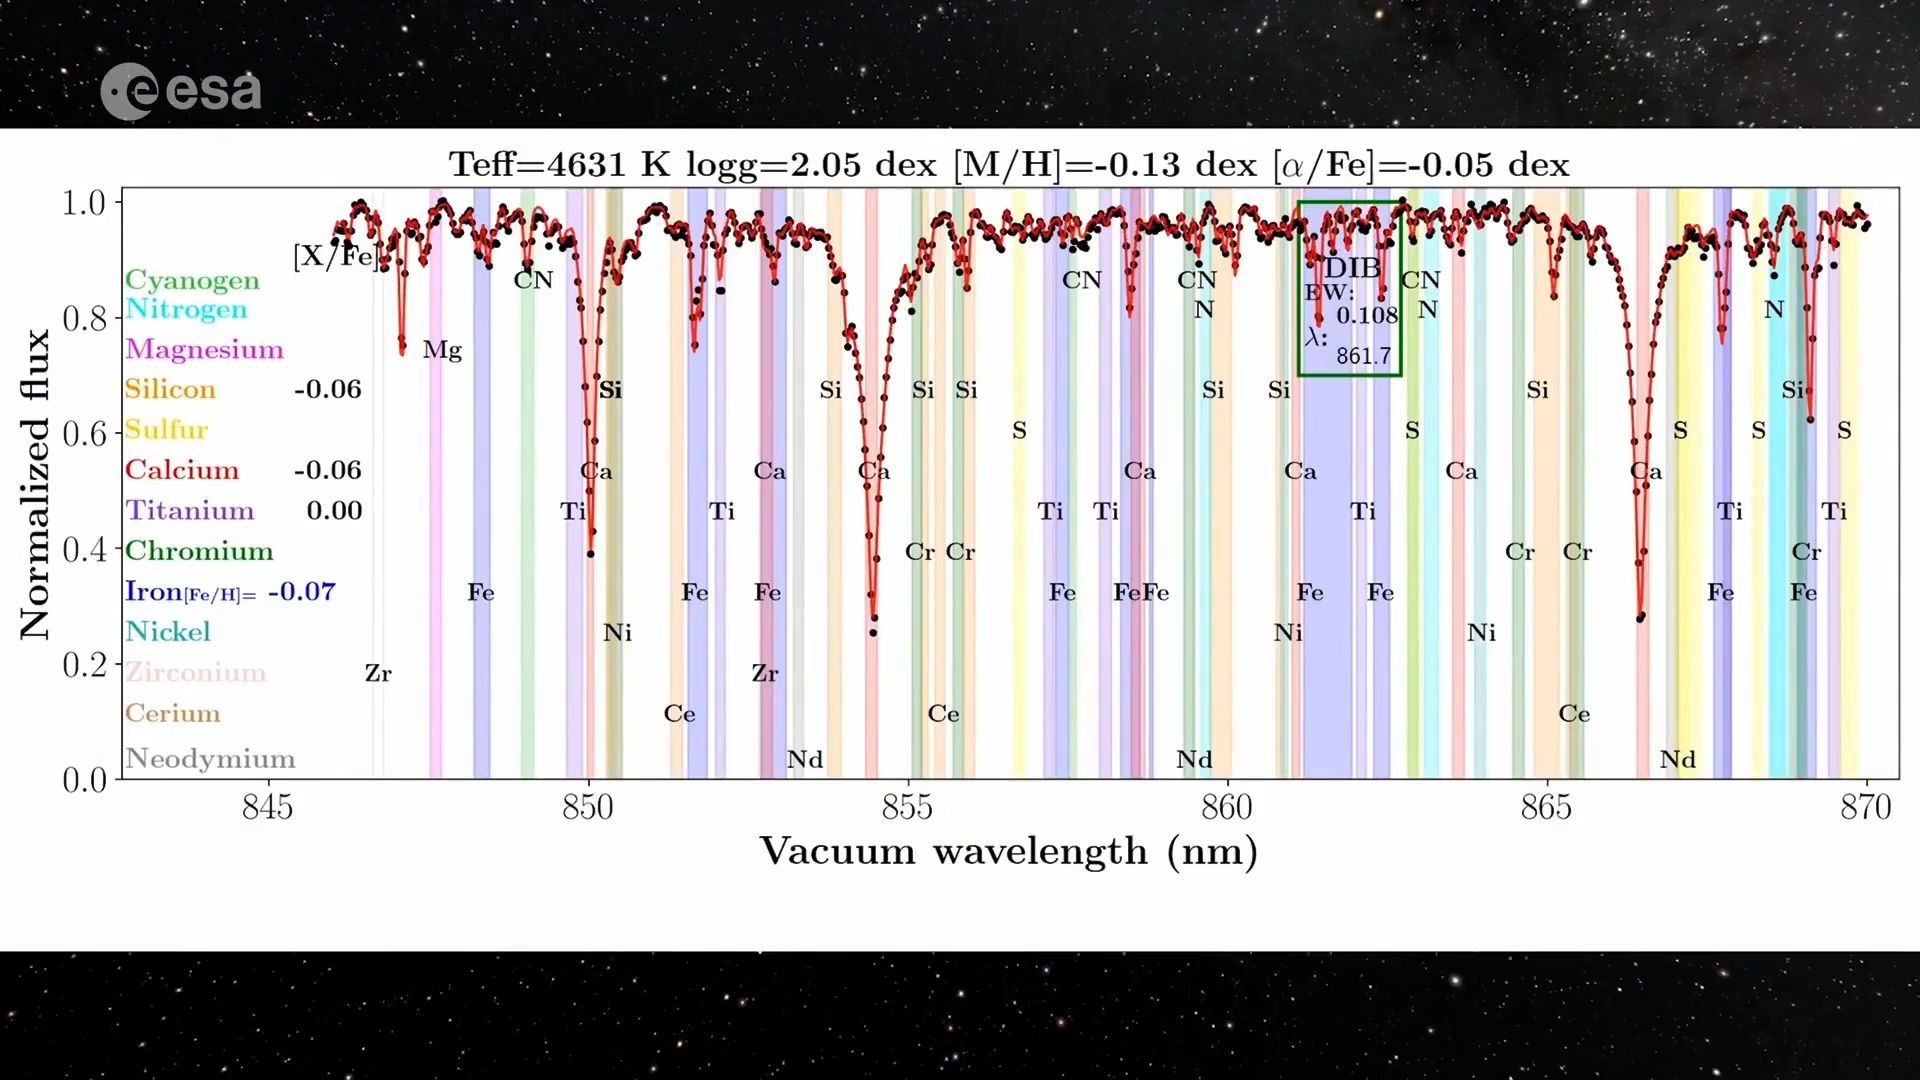 esa
Teff=4631 K logg=2.05 dex [M/H]=-0.13 dex [α/Fe]=-0.05 dex
1.0
[X/Fe]
DIB
Cyanogen CN CN CN CN
EW:
Nitrogen N N N
0.8 0.108
λ:
Magnesium Mg 861.7
Silicon -0.06 Si Si Si Si Si Si Si Si
Sulfur S S S S S
0.6
Calcium -0.06 Ca Ca Ca Ca Ca Ca Ca
Titanium 0.00 Ti Ti Ti Ti Ti Ti Ti
Chromium Cr Cr Cr Cr Cr
0.4
Iron[Fe/H]= -0.07 Fe Fe Fe Fe Fe Fe Fe Fe Fe Fe
Nickel Ni Ni Ni
0.2
Zirconium Zr Zr
Cerium Ce Ce Ce
Neodymium Nd Nd Nd
0.0
Normalized flux
845 850 855 860 865 870
Vacuum wavelength (nm)